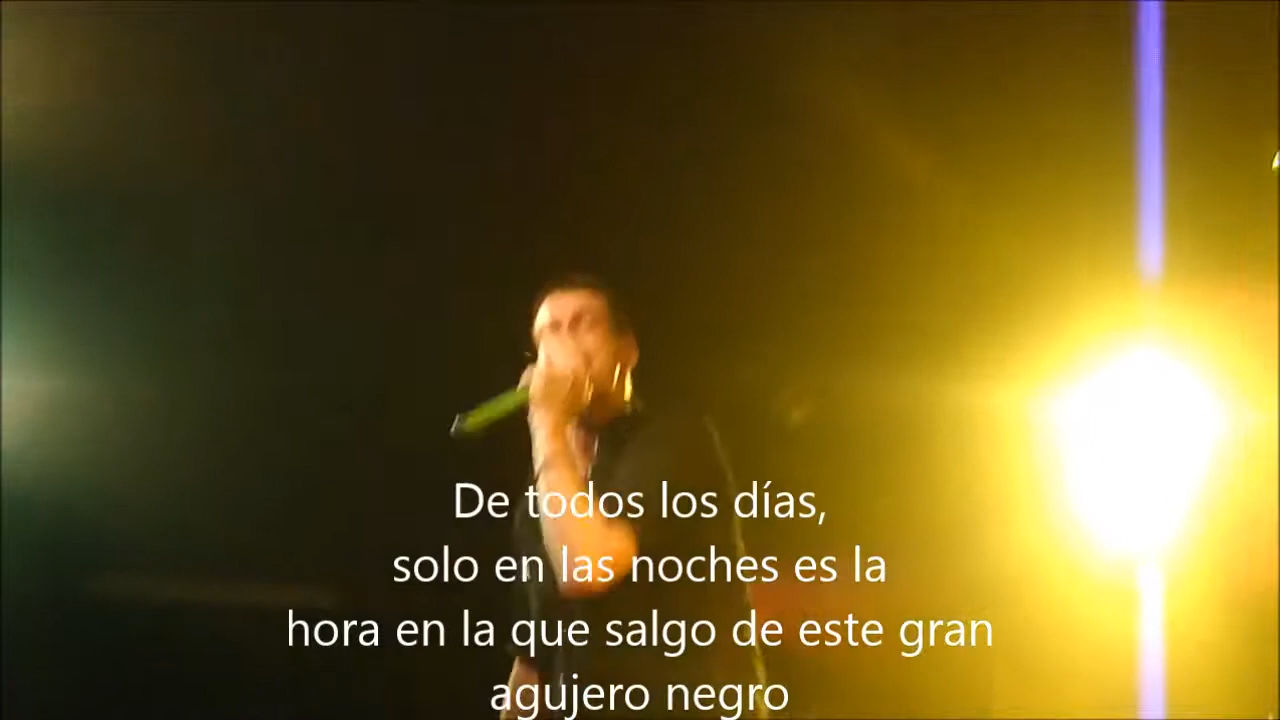 De todos los días,
solo en las noches es la
hora en la que salgo de este gran
agujero negro